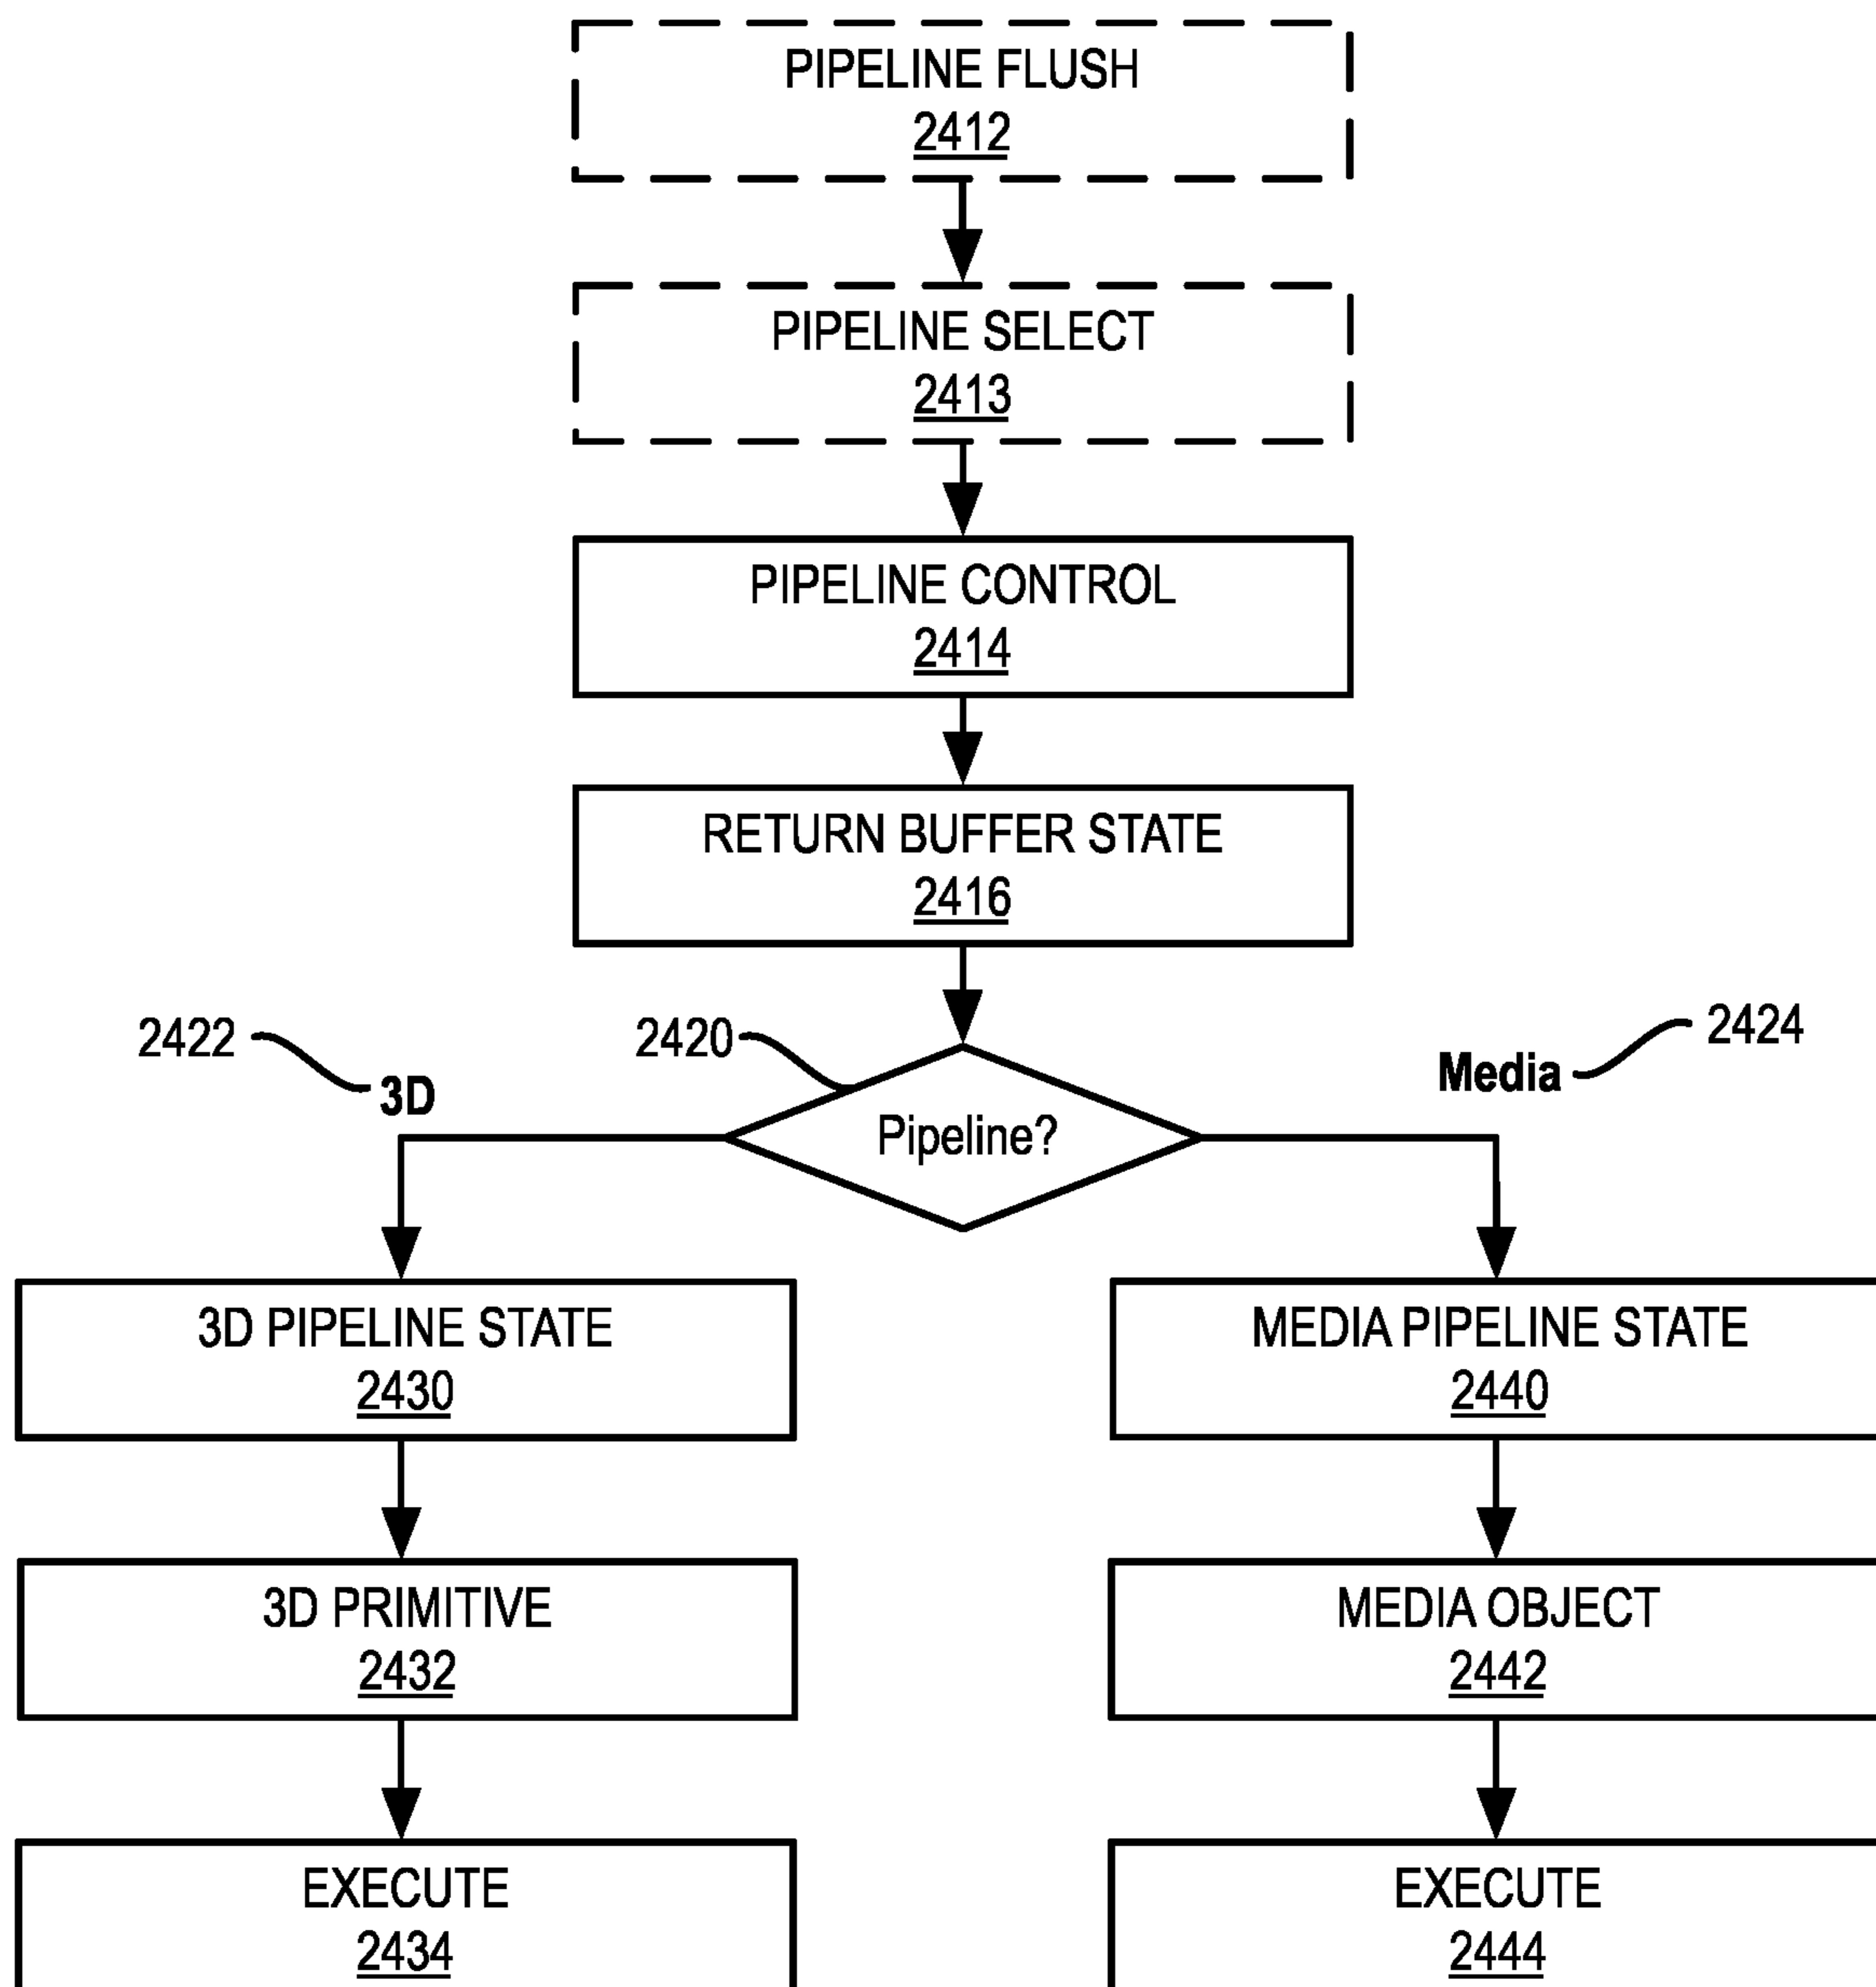 PIPELINE FLUSH
2412
PIPELINE SELECT
2413
PIPELINE CONTROL
2414
RETURN BUFFER STATE
2416
2422
3D
2420
Pipeline?
Media
2424
3D PIPELINE STATE
2430
MEDIA PIPELINE STATE
2440
3D PRIMITIVE
2432
MEDIA OBJECT
2442
EXECUTE
2434
EXECUTE
2444